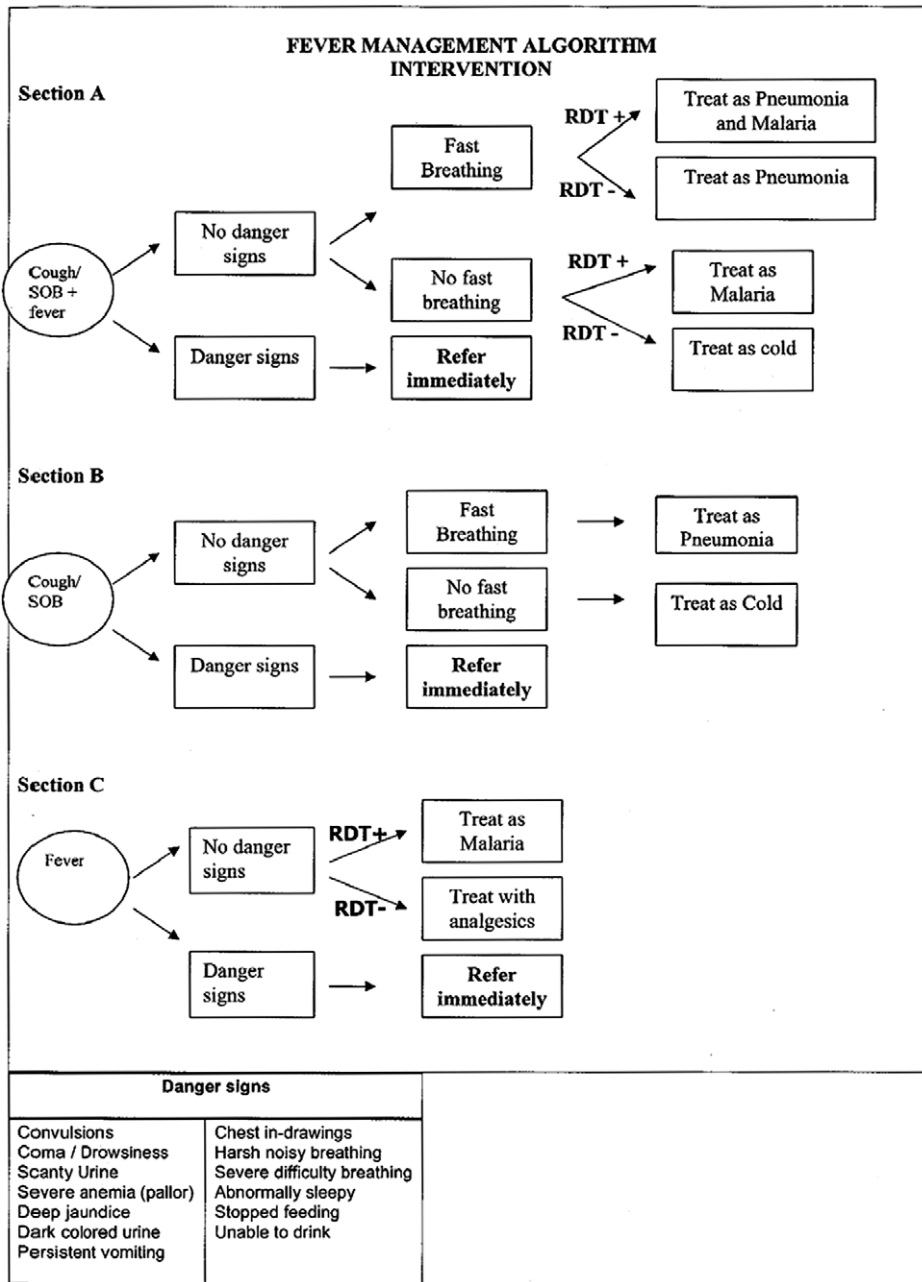 FEVER MANAGEMENT ALGORITHM
INTERVENTION
Section A
Cough/
SOB +
fever
No danger
signs
Danger signs
Fast
Breathing
No fast
breathing
Refer
immediately
RDT +
RDT -
Treat as Pneumonia
and Malaria
Treat as Pneumonia
RDT +
RDT -
Treat as
Malaria
Treat as cold
Section B
Cough/
SOB
No danger
signs
Danger signs
Fast
Breathing
No fast
breathing
Refer
immediately
Treat as
Pneumonia
Treat as Cold
Section C
Fever
No danger
signs
Danger
signs
RDT+
RDT-
Treat as
Malaria
Treat with
analgesics
Refer
immediately
Danger signs
Convulsions
Coma / Drowsiness
Scanty Urine
Severe anemia (pallor)
Deep jaundice
Dark colored urine
Persistent vomiting
Chest in-drawings
Harsh noisy breathing
Severe difficulty breathing
Abnormally sleepy
Stopped feeding
Unable to drink